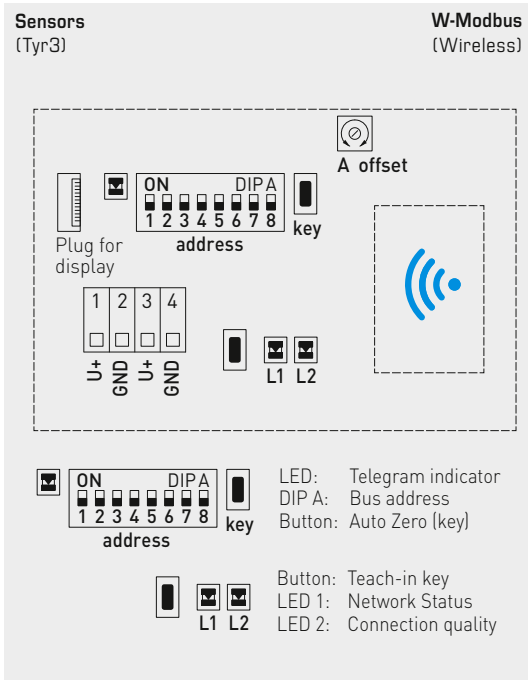 Sensors W-Modbus
(Tyr3) (Wireless)
A offset
ON DIP A
1 2 3 4 5 6 7 8
key
address
Plug for
display
1 2 3 4
U+ GND U+ GND
L1 L2
ON DIP A
1 2 3 4 5 6 7 8
key
address
LED: Telegram indicator
DIP A: Bus address
Button: Auto Zero (key)
L1 L2
Button: Teach-in key
LED 1: Network Status
LED 2: Connection quality